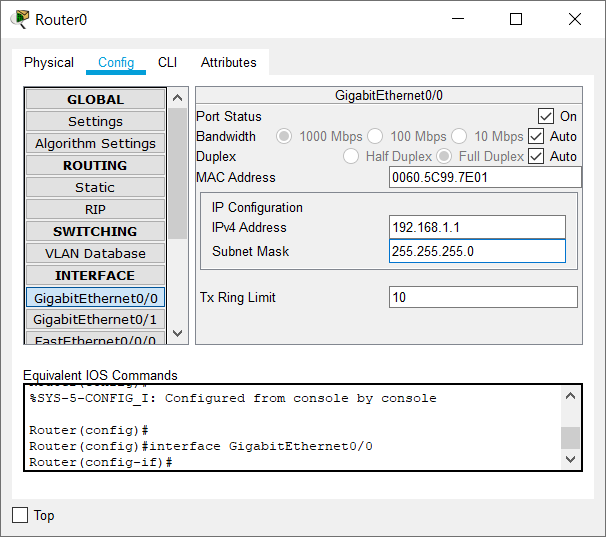 Router0
Physical Config CLI Attributes
GLOBAL
Settings
Algorithm Settings
ROUTING
Static
RIP
SWITCHING
VLAN Database
INTERFACE
GigabitEthernet0/0
GigabitEthernet0/1
FastEthernet0/0/0
GigabitEthernet0/0
Port Status On
Bandwidth 1000 Mbps 100 Mbps 10 Mbps Auto
Duplex Half Duplex Full Duplex Auto
MAC Address 0060.5C99.7E01
IP Configuration
IPv4 Address 192.168.1.1
Subnet Mask 255.255.255.0
Tx Ring Limit 10
Equivalent IOS Commands
Router(config)#
%SYS-5-CONFIG_I: Configured from console by console
Router(config)#
Router(config)#interface GigabitEthernet0/0
Router(config-if)#
Top